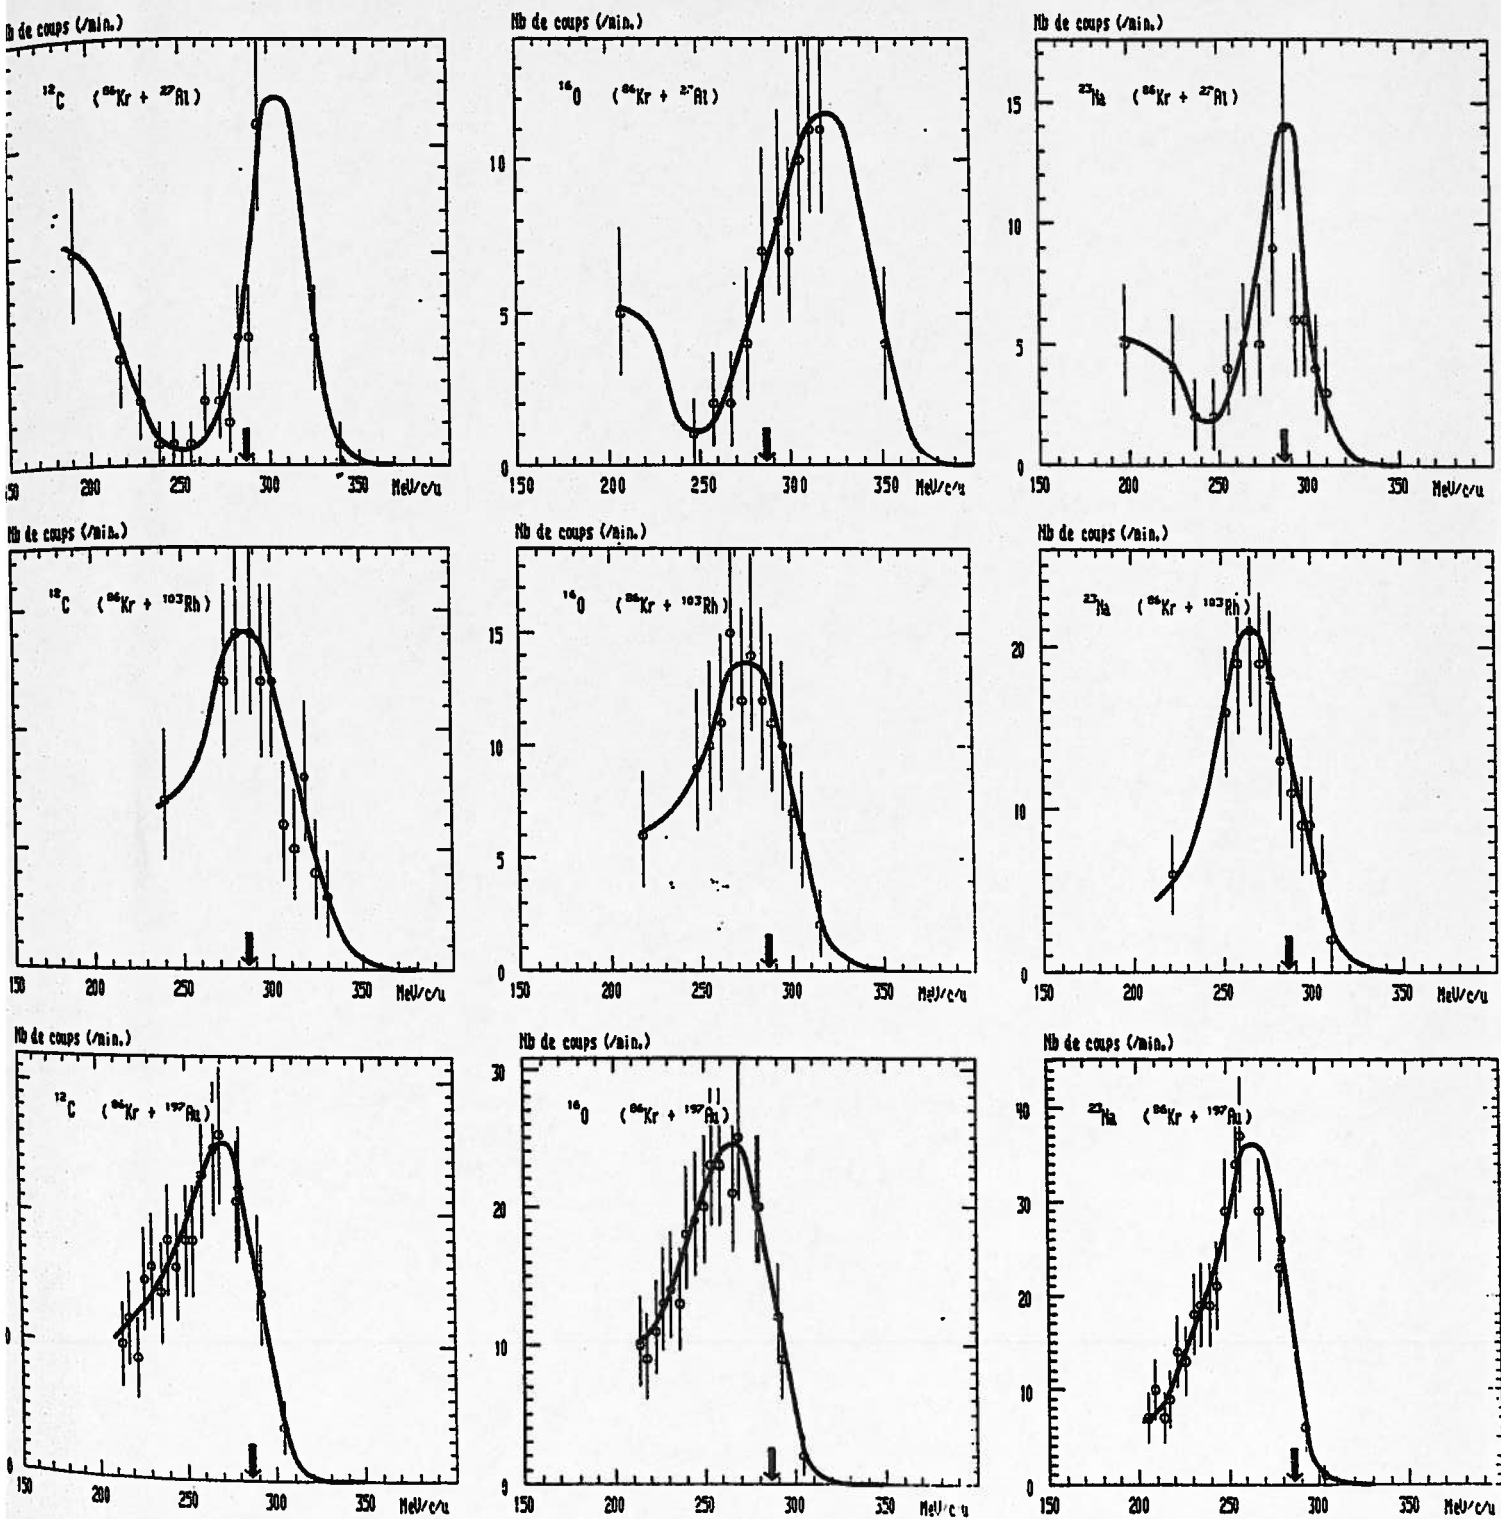 Nb de coups (/min.)
¹²C (⁸⁶Kr + ²⁷Al)
150 200 250 300 MeV/c/u
Nb de coups (/min.)
¹⁶O (⁸⁶Kr + ²⁷Al)
10
5
0
150 200 250 300 350 MeV/c/u
Nb de coups (/min.)
²³Na (⁸⁶Kr + ²⁷Al)
15
10
5
0
150 200 250 300 350 MeV/c/u
Nb de coups (/min.)
¹²C (⁸⁶Kr + ¹⁰³Rh)
150 200 250 300 350 MeV/c/u
Nb de coups (/min.)
¹⁶O (⁸⁶Kr + ¹⁰³Rh)
15
10
5
0
150 200 250 300 350 MeV/c/u
Nb de coups (/min.)
²³Na (⁸⁶Kr + ¹⁰³Rh)
20
10
0
150 200 250 300 350 MeV/c/u
Nb de coups (/min.)
¹²C (⁸⁶Kr + ¹⁹⁷Au)
0
0
150 200 250 300 350 MeV/c/u
Nb de coups (/min.)
¹⁶O (⁸⁶Kr + ¹⁹⁷Au)
30
20
10
0
150 200 250 300 350 MeV/c/u
Nb de coups (/min.)
²³Na (⁸⁶Kr + ¹⁹⁷Au)
40
30
20
10
0
150 200 250 300 350 MeV/c/u